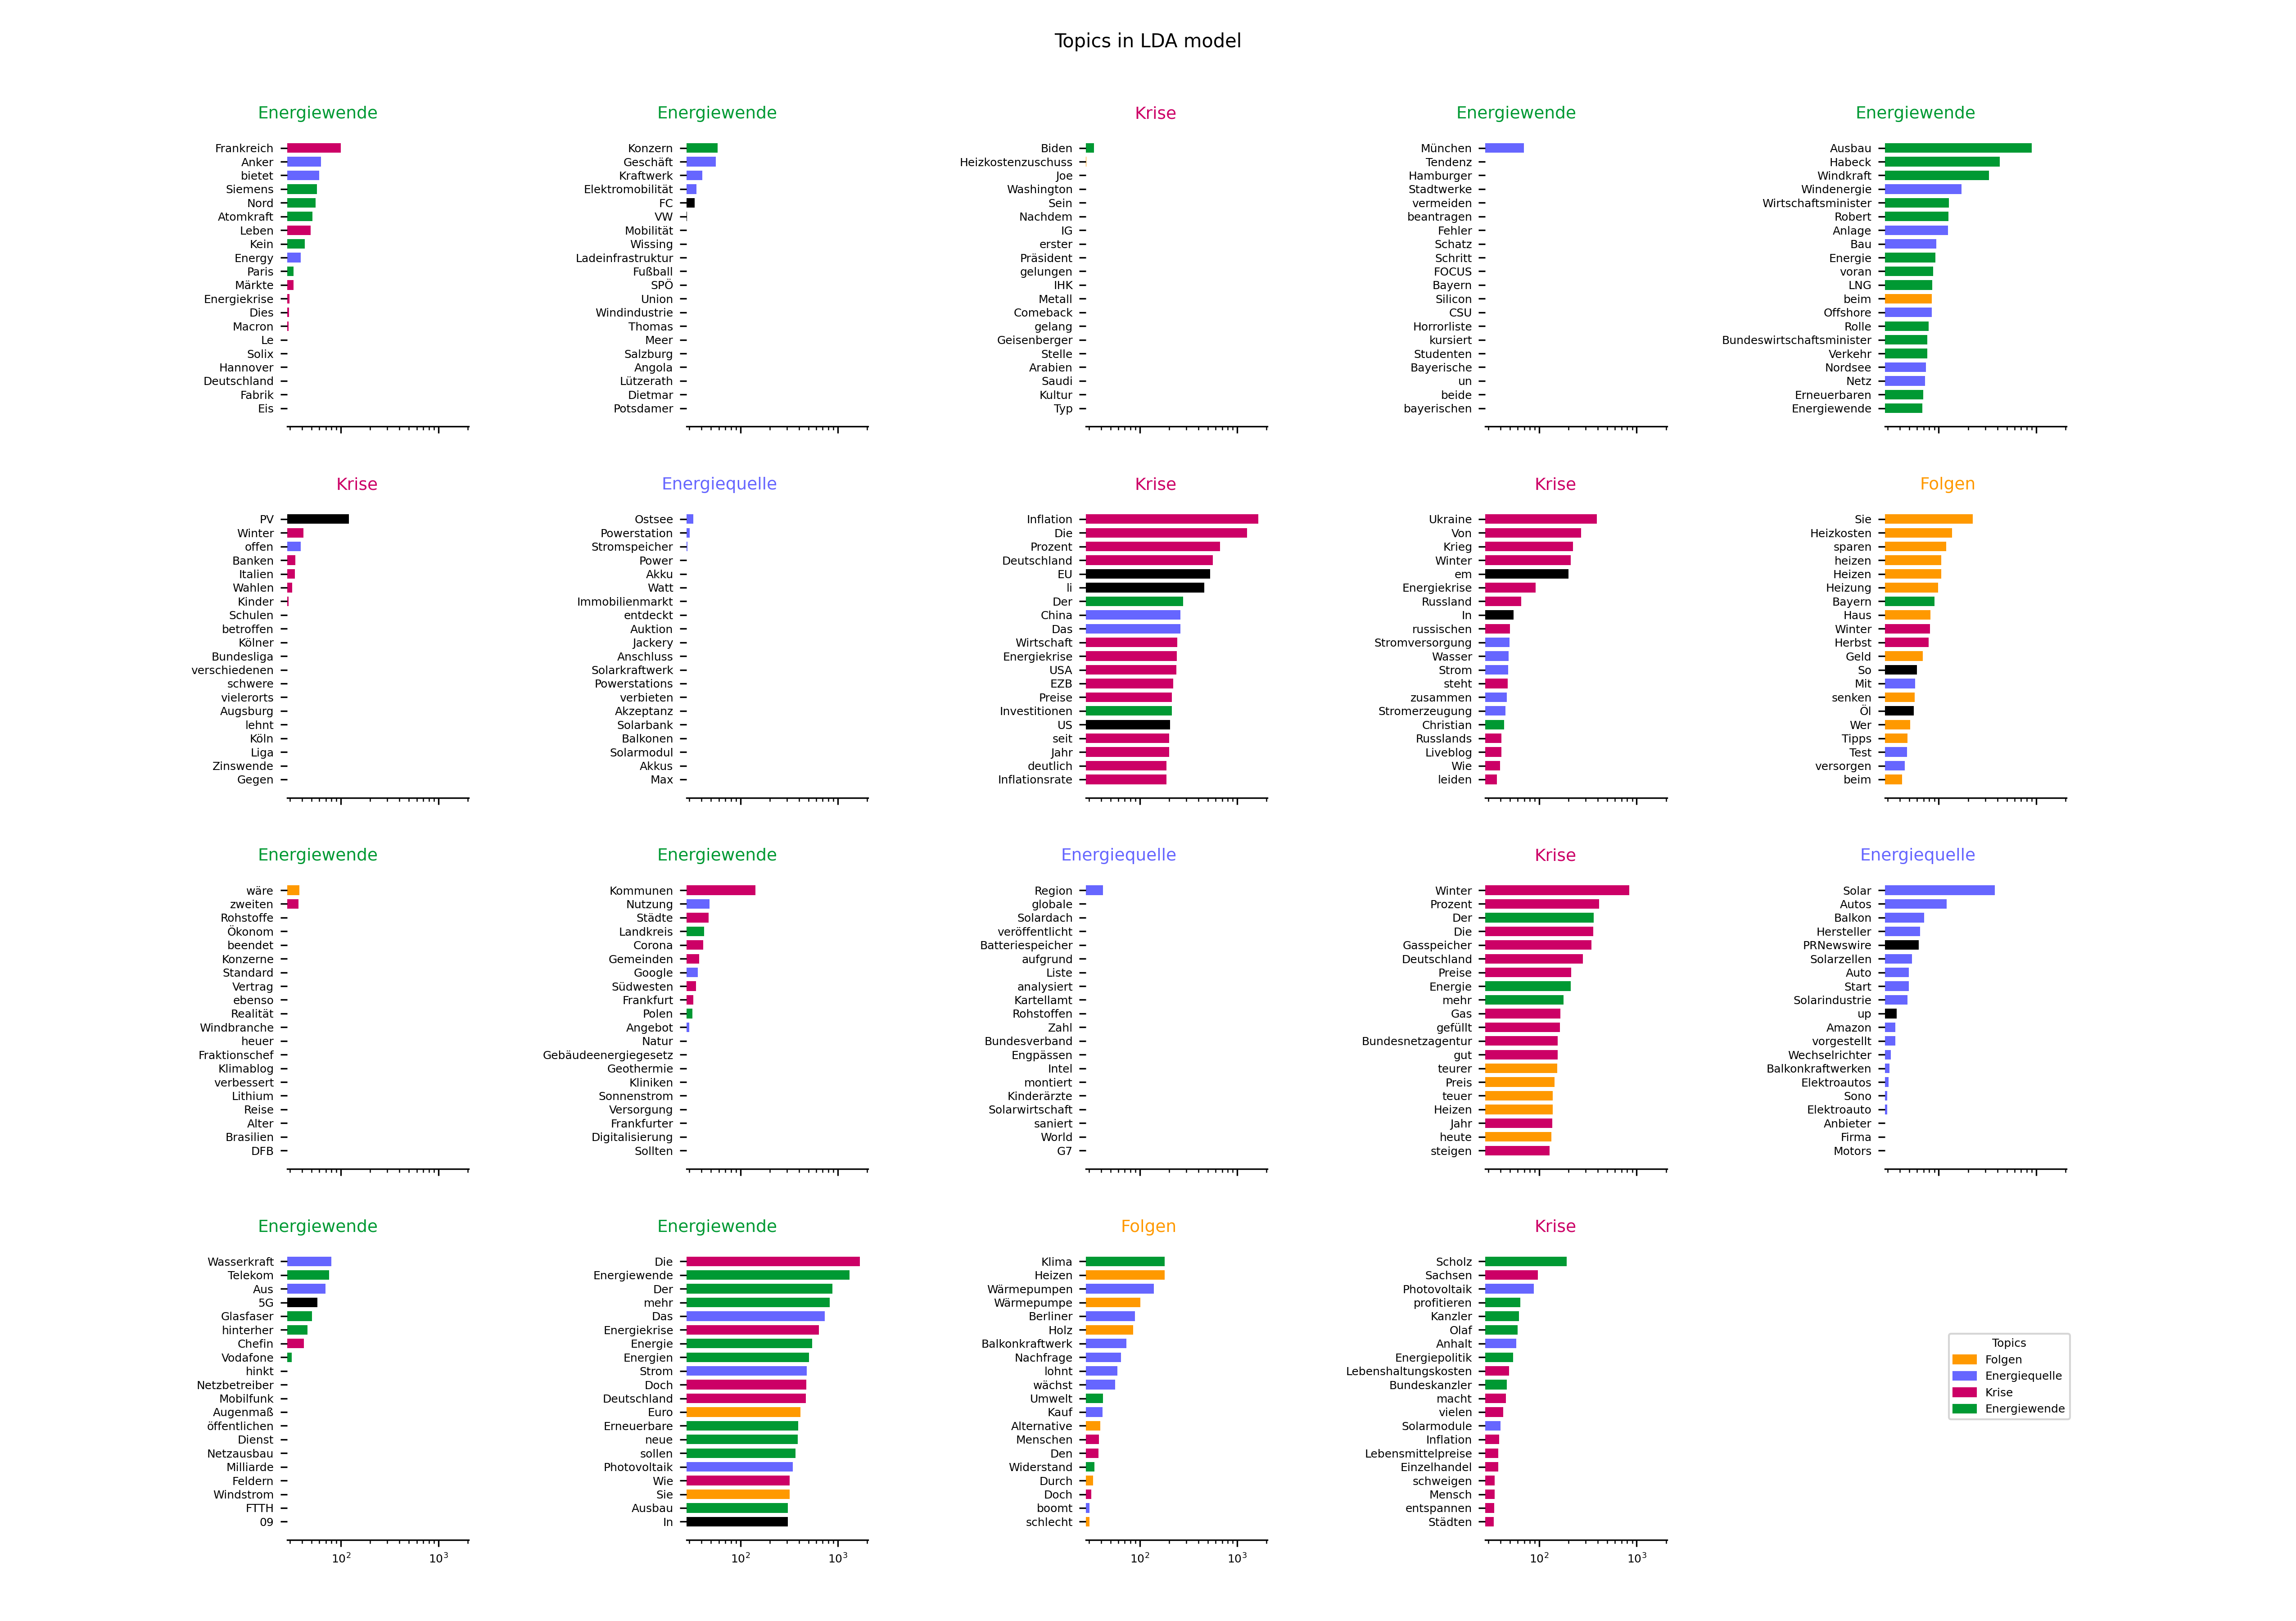 Topics in LDA model
Energiewende
Frankreich
Anker
bietet
Siemens
Nord
Atomkraft
Leben
Kein
Energy
Paris
Märkte
Energiekrise
Dies
Macron
Le
Solix
Hannover
Deutschland
Fabrik
Eis
Energiewende
Konzern
Geschäft
Kraftwerk
Elektromobilität
FC
VW
Mobilität
Wissing
Ladeinfrastruktur
Fußball
SPÖ
Union
Windindustrie
Thomas
Meer
Salzburg
Angola
Lützerath
Dietmar
Potsdamer
Krise
Biden
Heizkostenzuschuss
Joe
Washington
Sein
Nachdem
IG
erster
Präsident
gelungen
IHK
Metall
Comeback
gelang
Geisenberger
Stelle
Arabien
Saudi
Kultur
Typ
Energiewende
München
Tendenz
Hamburger
Stadtwerke
vermeiden
beantragen
Fehler
Schatz
Schritt
FOCUS
Bayern
Silicon
CSU
Horrorliste
kursiert
Studenten
Bayerische
un
beide
bayerischen
Energiewende
Ausbau
Habeck
Windkraft
Windenergie
Wirtschaftsminister
Robert
Anlage
Bau
Energie
voran
LNG
beim
Offshore
Rolle
Bundeswirtschaftsminister
Verkehr
Nordsee
Netz
Erneuerbaren
Energiewende
Krise
PV
Winter
offen
Banken
Italien
Wahlen
Kinder
Schulen
betroffen
Kölner
Bundesliga
verschiedenen
schwere
vielerorts
Augsburg
lehnt
Köln
Liga
Zinswende
Gegen
Energiequelle
Ostsee
Powerstation
Stromspeicher
Power
Akku
Watt
Immobilienmarkt
entdeckt
Auktion
Jackery
Anschluss
Solarkraftwerk
Powerstations
verbieten
Akzeptanz
Solarbank
Balkonen
Solarmodul
Akkus
Max
Krise
Inflation
Die
Prozent
Deutschland
EU
li
Der
China
Das
Wirtschaft
Energiekrise
USA
EZB
Preise
Investitionen
US
seit
Jahr
deutlich
Inflationsrate
Krise
Ukraine
Von
Krieg
Winter
em
Energiekrise
Russland
In
russischen
Stromversorgung
Wasser
Strom
steht
zusammen
Stromerzeugung
Christian
Russlands
Liveblog
Wie
leiden
Folgen
Sie
Heizkosten
sparen
heizen
Heizen
Heizung
Bayern
Haus
Winter
Herbst
Geld
So
Mit
senken
Öl
Wer
Tipps
Test
versorgen
beim
Energiewende
wäre
zweiten
Rohstoffe
Ökonom
beendet
Konzerne
Standard
Vertrag
ebenso
Realität
Windbranche
heuer
Fraktionschef
Klimablog
verbessert
Lithium
Reise
Alter
Brasilien
DFB
Energiewende
Kommunen
Nutzung
Städte
Landkreis
Corona
Gemeinden
Google
Südwesten
Frankfurt
Polen
Angebot
Natur
Gebäudeenergiegesetz
Geothermie
Kliniken
Sonnenstrom
Versorgung
Frankfurter
Digitalisierung
Sollten
Energiequelle
Region
globale
Solardach
veröffentlicht
Batteriespeicher
aufgrund
Liste
analysiert
Kartellamt
Rohstoffen
Zahl
Bundesverband
Engpässen
Intel
montiert
Kinderärzte
Solarwirtschaft
saniert
World
G7
Krise
Winter
Prozent
Der
Die
Gasspeicher
Deutschland
Preise
Energie
mehr
Gas
gefüllt
Bundesnetzagentur
gut
teurer
Preis
teuer
Heizen
Jahr
heute
steigen
Energiequelle
Solar
Autos
Balkon
Hersteller
PRNewswire
Solarzellen
Auto
Start
Solarindustrie
up
Amazon
vorgestellt
Wechselrichter
Balkonkraftwerken
Elektroautos
Sono
Elektroauto
Anbieter
Firma
Motors
Energiewende
Wasserkraft
Telekom
Aus
5G
Glasfaser
hinterher
Chefin
Vodafone
hinkt
Netzbetreiber
Mobilfunk
Augenmaß
öffentlichen
Dienst
Netzausbau
Milliarde
Feldern
Windstrom
FTTH
09
10²
10³
Energiewende
Die
Energiewende
Der
mehr
Das
Energiekrise
Energie
Energien
Strom
Doch
Deutschland
Euro
Erneuerbare
neue
sollen
Photovoltaik
Wie
Sie
Ausbau
In
10²
10³
Folgen
Klima
Heizen
Wärmepumpen
Wärmepumpe
Berliner
Holz
Balkonkraftwerk
Nachfrage
lohnt
wächst
Umwelt
Kauf
Alternative
Menschen
Den
Widerstand
Durch
Doch
boomt
schlecht
10²
10³
Krise
Scholz
Sachsen
Photovoltaik
profitieren
Kanzler
Olaf
Anhalt
Energiepolitik
Lebenshaltungskosten
Bundeskanzler
macht
vielen
Solarmodule
Inflation
Lebensmittelpreise
Einzelhandel
schweigen
Mensch
entspannen
Städten
10²
10³
Topics
Folgen
Energiequelle
Krise
Energiewende